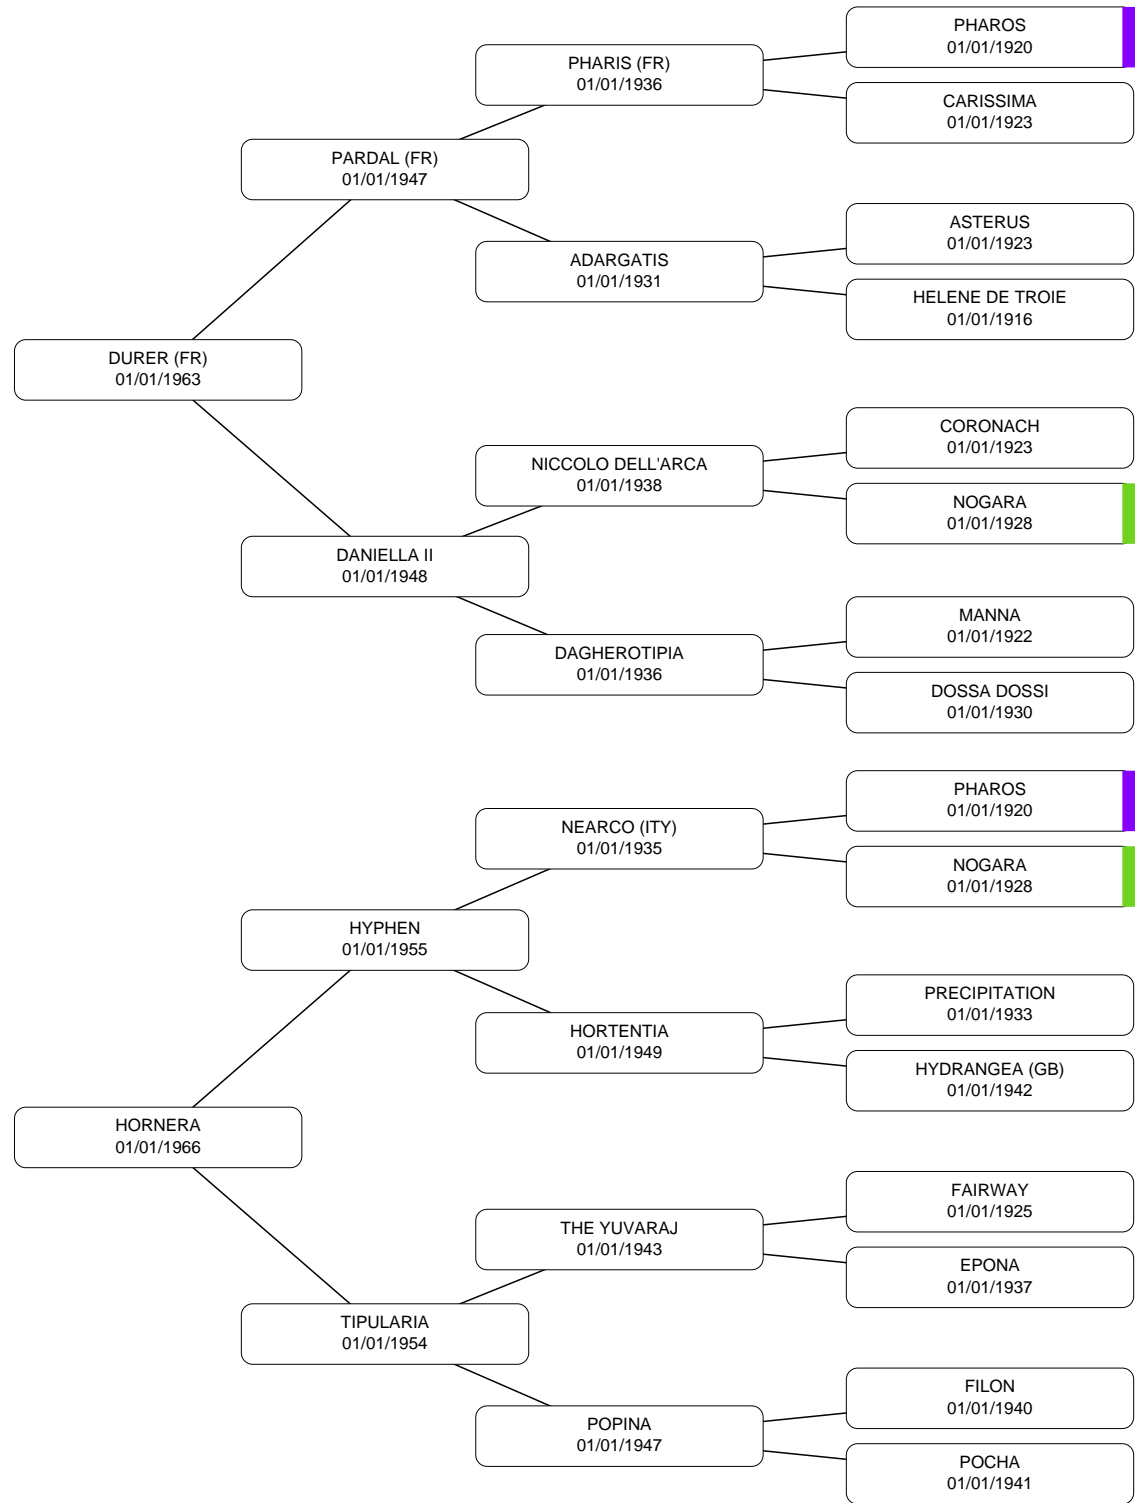 PHAROS
01/01/1920
PHARIS (FR)
01/01/1936
CARISSIMA
01/01/1923
PARDAL (FR)
01/01/1947
ASTERUS
01/01/1923
ADARGATIS
01/01/1931
HELENE DE TROIE
01/01/1916
DURER (FR)
01/01/1963
CORONACH
01/01/1923
NICCOLO DELL'ARCA
01/01/1938
NOGARA
01/01/1928
DANIELLA II
01/01/1948
MANNA
01/01/1922
DAGHEROTIPIA
01/01/1936
DOSSA DOSSI
01/01/1930
PHAROS
01/01/1920
NEARCO (ITY)
01/01/1935
NOGARA
01/01/1928
HYPHEN
01/01/1955
PRECIPITATION
01/01/1933
HORTENTIA
01/01/1949
HYDRANGEA (GB)
01/01/1942
HORNERA
01/01/1966
FAIRWAY
01/01/1925
THE YUVARAJ
01/01/1943
EPONA
01/01/1937
TIPULARIA
01/01/1954
FILON
01/01/1940
POPINA
01/01/1947
POCHA
01/01/1941